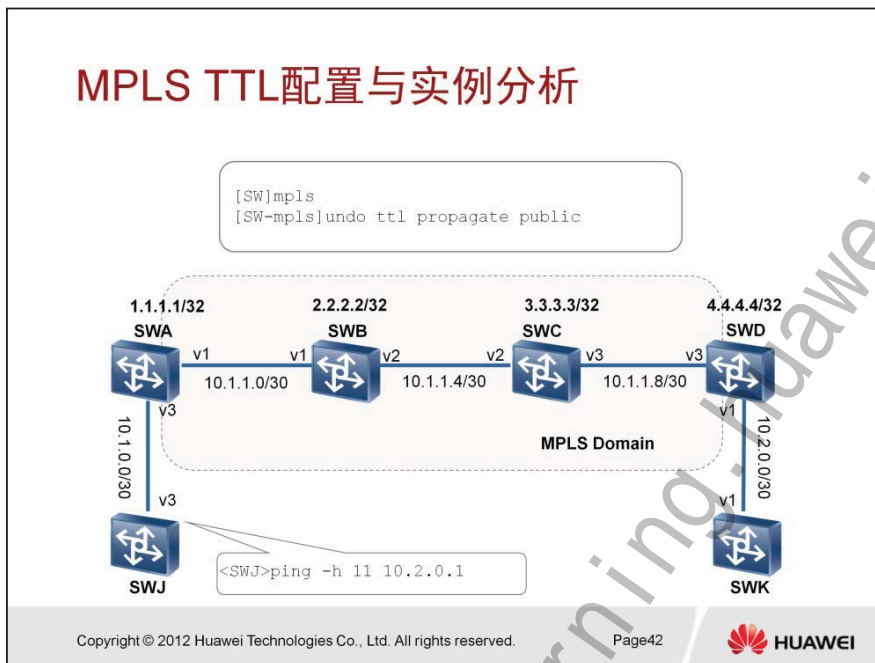 MPLS TTL配置与实例分析
[SW]mpls
[SW-mpls]undo ttl propagate public
1.1.1.1/32 2.2.2.2/32 3.3.3.3/32 4.4.4.4/32
SWA SWB SWC SWD
v1 v1 v2 v2 v3 v3
10.1.1.0/30 10.1.1.4/30 10.1.1.8/30
v3 v1
10.1.0.0/30 10.2.0.0/30
MPLS Domain
v3 v1
<SWJ>ping -h 11 10.2.0.1
SWJ SWK
Copyright © 2012 Huawei Technologies Co., Ltd. All rights reserved. Page42 HUAWEI
rning.huawei.